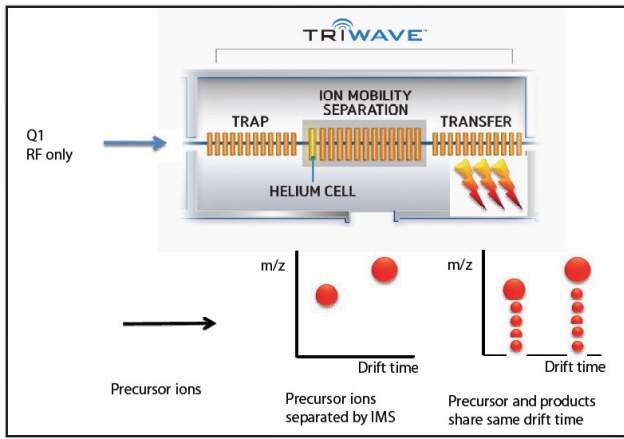 TRIWAVE
Q1
RF only
TRAP
ION MOBILITY
SEPARATION
TRANSFER
HELIUM CELL
m/z
Drift time
m/z
Drift time
Precursor ions
Precursor ions
separated by IMS
Precursor and products
share same drift time